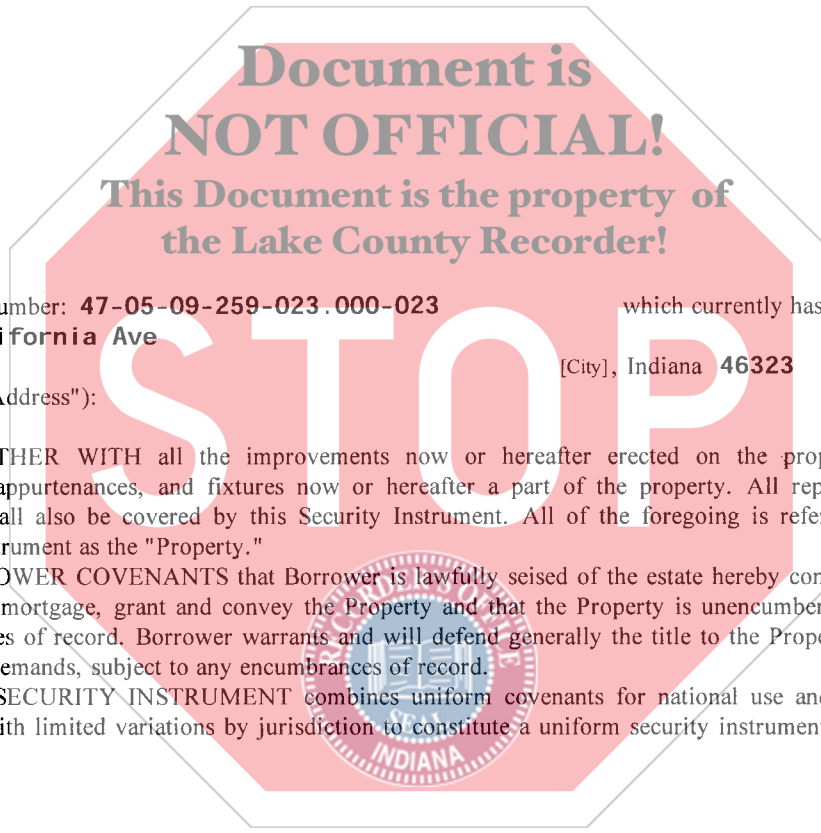 Document is
NOT OFFICIAL!
This Document is the property of
the Lake County Recorder!
umber: 47-05-09-259-023.000-023 which currently has
ifornia Ave
[City], Indiana 46323
Address"):
STOP
THER WITH all the improvements now or hereafter erected on the prop
appurtenances, and fixtures now or hereafter a part of the property. All rep
all also be covered by this Security Instrument. All of the foregoing is refe
rument as the "Property."
OWER COVENANTS that Borrower is lawfully seised of the estate hereby con
mortgage, grant and convey the Property and that the Property is unencumber
es of record. Borrower warrants and will defend generally the title to the Prope
emands, subject to any encumbrances of record.
SECURITY INSTRUMENT combines uniform covenants for national use and
ith limited variations by jurisdiction to constitute a uniform security instrument
RECORDER'S OFFICE
SEAL
INDIANA